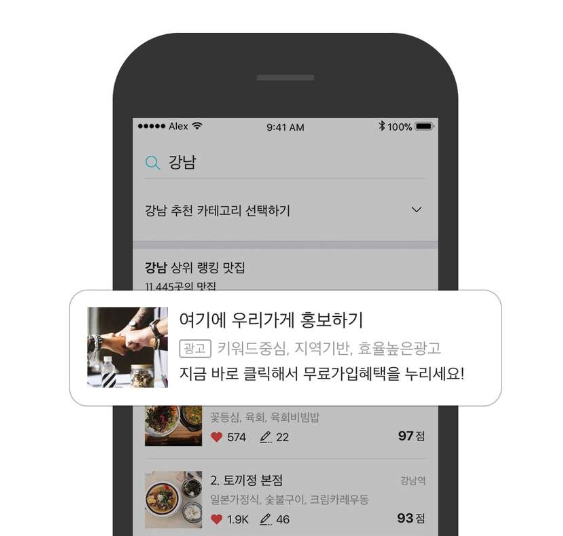 Alex
9:41 AM
100%
강남
강남 추천 카테고리 선택하기
강남 상위 랭킹 맛집
11,445곳의 맛집
여기에 우리가게 홍보하기
광고 키워드중심, 지역기반, 효율높은광고
지금 바로 클릭해서 무료가입혜택을 누리세요!
꽃등심, 육회, 육회비빔밥
574 22 97점
2. 토끼정 본점 강남역
일본가정식, 숯불구이, 크림카레우동
1.9K 46 93점